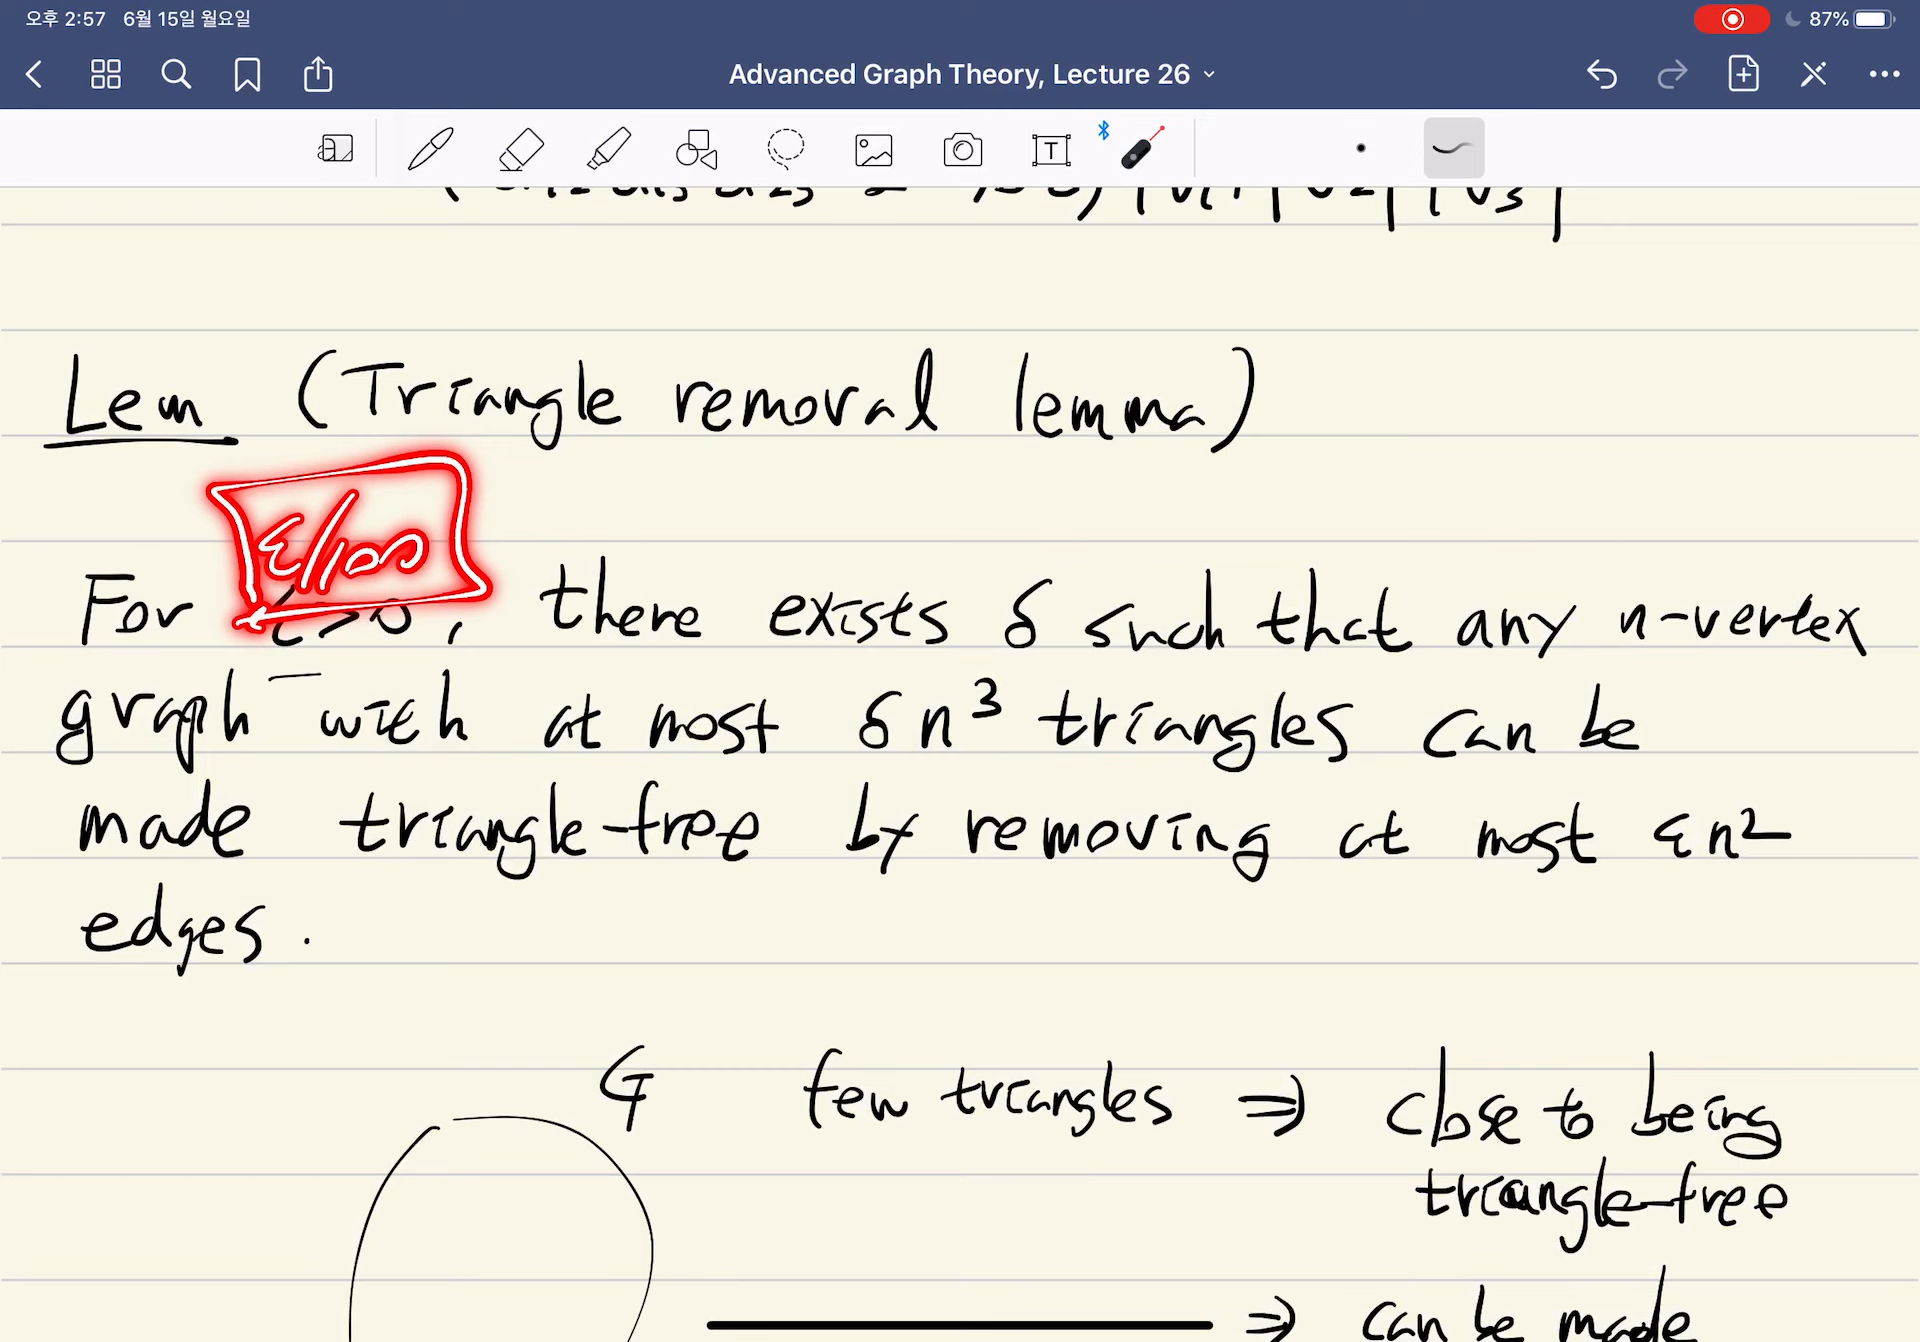 오후 2:57 6월 15일 월요일
87%
Advanced Graph Theory, Lecture 26
Lem (Triangle removal lemma)
ε/100
For ε>0, there exists δ such that any n-vertex
graph with at most δn³ triangles can be
made triangle-free by removing at most εn²
edges.
G few triangles ⇒ close to being
triangle-free
⇒ can be made